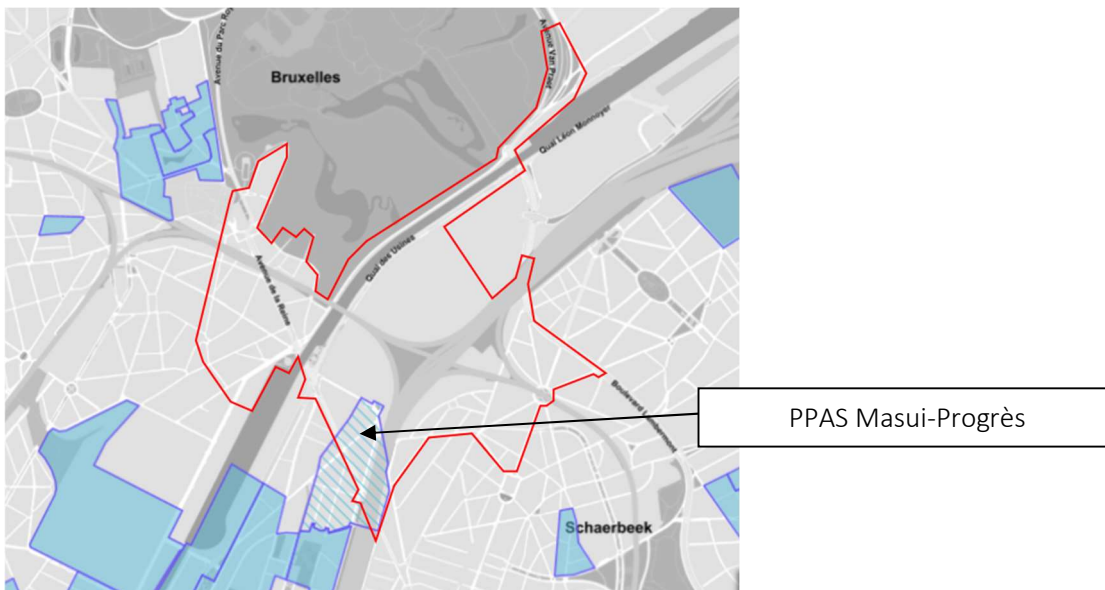 Avenue du Parc Roy
Avenue Van Praet
Bruxelles
Quai Léon Monnoyer
Quai des Usines
Avenue de la Reine
Boulevard Lambermont
PPAS Masui-Progrès
Schaerbeek